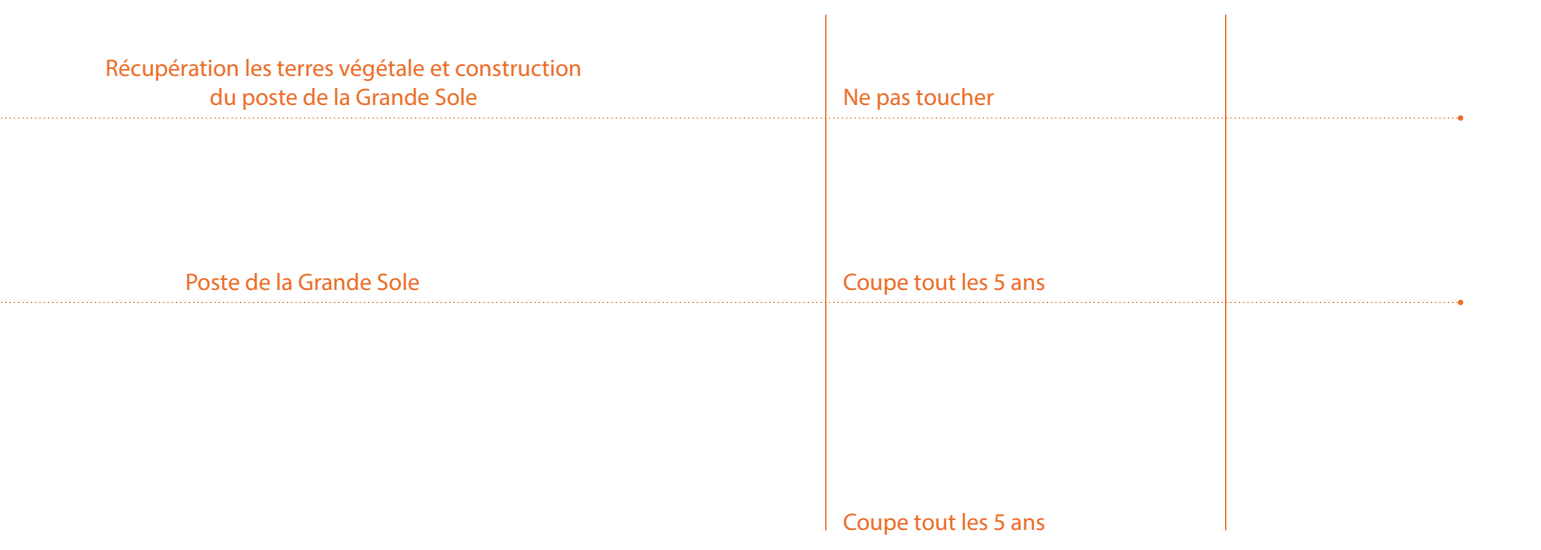 Récupération les terres végétale et construction
du poste de la Grande Sole
Ne pas toucher
Poste de la Grande Sole
Coupe tout les 5 ans
Coupe tout les 5 ans